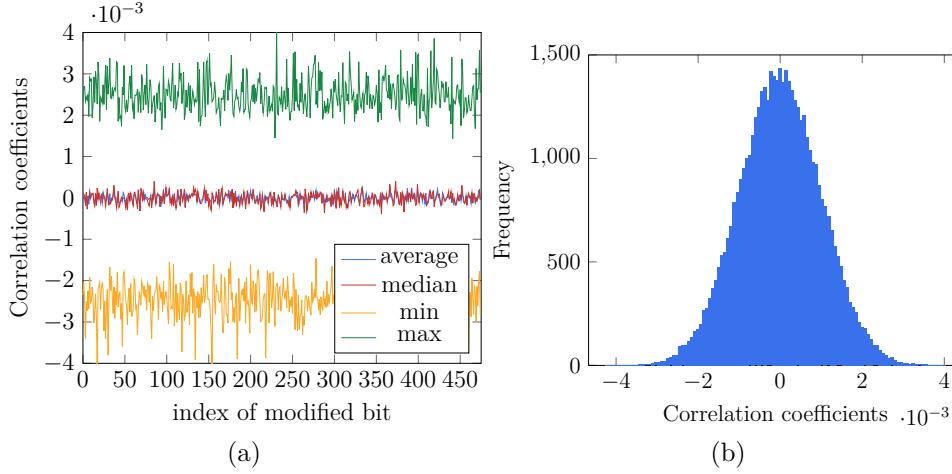 ·10−3
4
3
2
1
0
−1
−2
−3
−4
Correlation coefficients
average
median
min
max
0 50 100 150 200 250 300 350 400 450
index of modified bit
(a)
1,500
1,000
500
0
Frequency
−4 −2 0 2 4
Correlation coefficients ·10−3
(b)